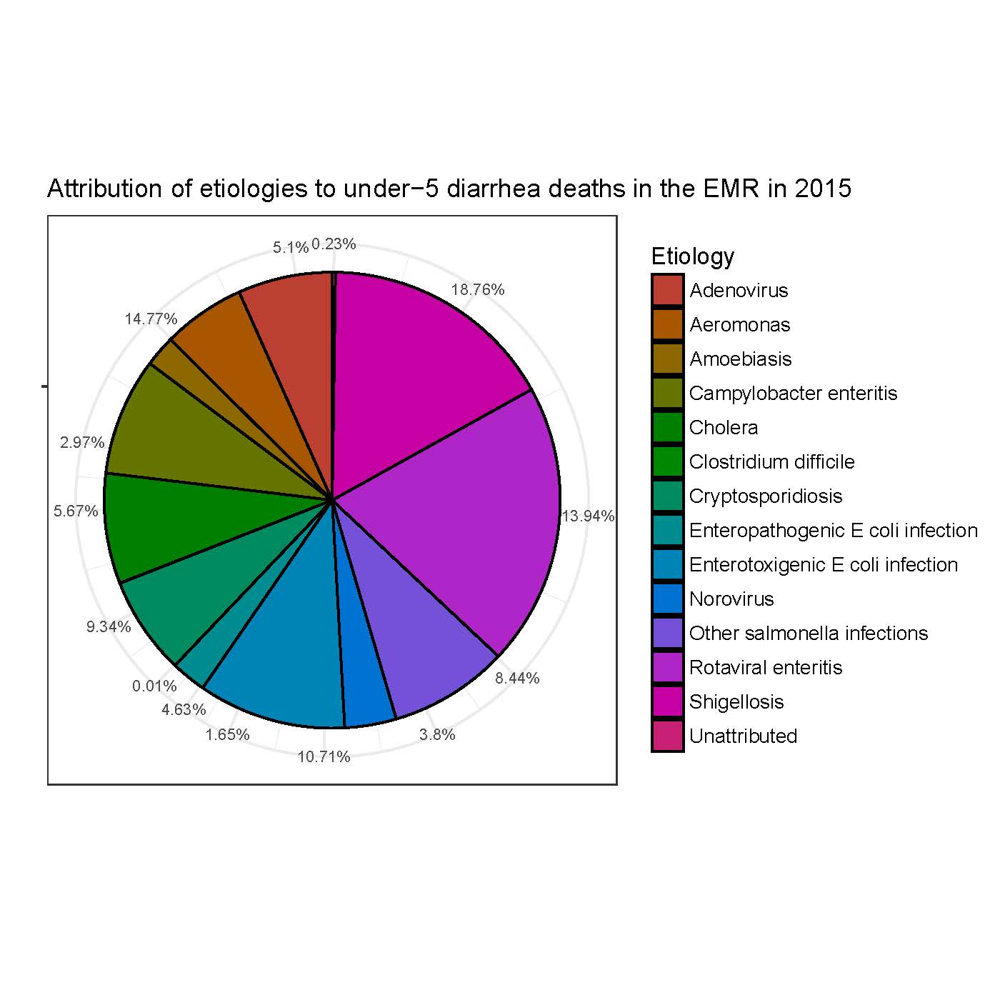 Attribution of etiologies to under−5 diarrhea deaths in the EMR in 2015
5.1% 0.23%
18.76%
14.77%
2.97%
5.67%
13.94%
9.34%
8.44%
0.01%
4.63%
1.65%
3.8%
10.71%
Etiology
Adenovirus
Aeromonas
Amoebiasis
Campylobacter enteritis
Cholera
Clostridium difficile
Cryptosporidiosis
Enteropathogenic E coli infection
Enterotoxigenic E coli infection
Norovirus
Other salmonella infections
Rotaviral enteritis
Shigellosis
Unattributed